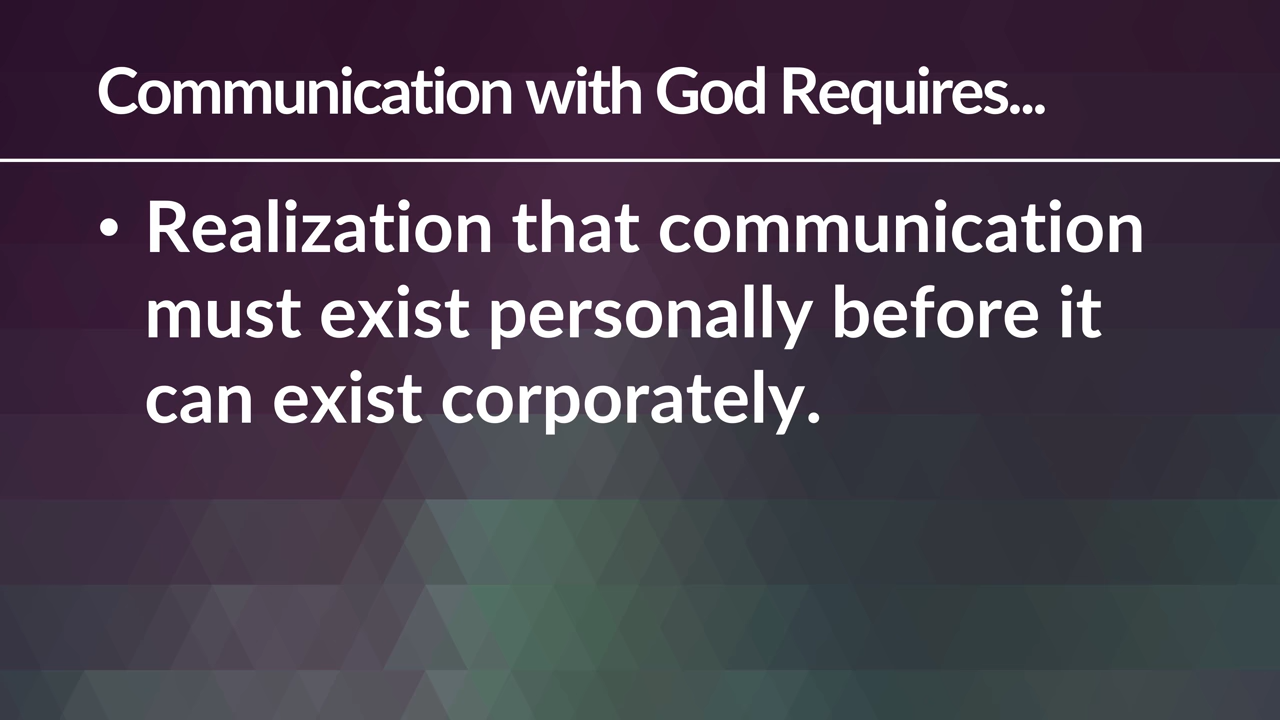 Communication with God Requires...
• Realization that communication
must exist personally before it
can exist corporately.